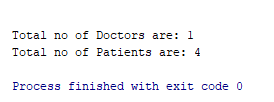 Total no of Doctors are: 1
Total no of Patients are: 4
Process finished with exit code 0